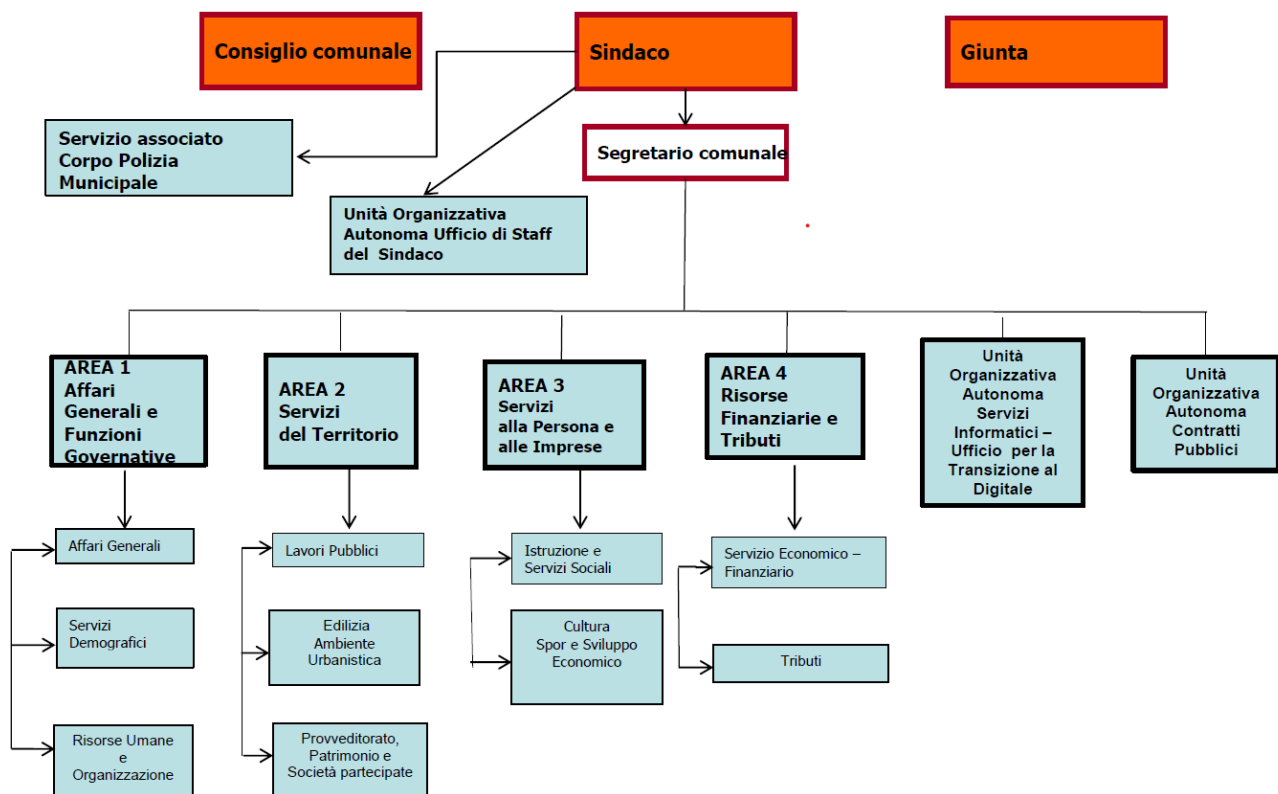 Consiglio comunale
Sindaco
Giunta
Servizio associato
Corpo Polizia
Municipale
Segretario comunale
Unità Organizzativa
Autonoma Ufficio di Staff
del Sindaco
AREA 1
Affari
Generali e
Funzioni
Governative
AREA 2
Servizi
del Territorio
AREA 3
Servizi
alla Persona e
alle Imprese
AREA 4
Risorse
Finanziarie e
Tributi
Unità
Organizzativa
Autonoma
Servizi
Informatici –
Ufficio per la
Transizione al
Digitale
Unità
Organizzativa
Autonoma
Contratti
Pubblici
Affari Generali
Lavori Pubblici
Istruzione e
Servizi Sociali
Servizio Economico –
Finanziario
Servizi
Demografici
Edilizia
Ambiente
Urbanistica
Cultura
Spor e Sviluppo
Economico
Tributi
Risorse Umane
e
Organizzazione
Provveditorato,
Patrimonio e
Società partecipate